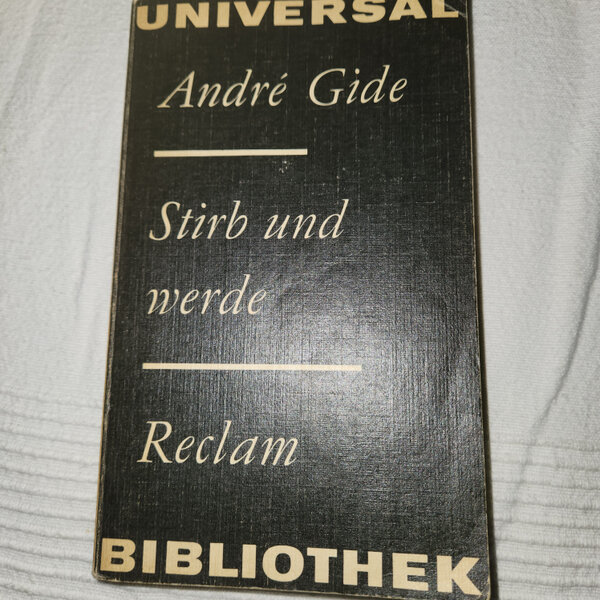 UNIVERSAL
André Gide
Stirb und
werde
Reclam
BIBLIOTHEK